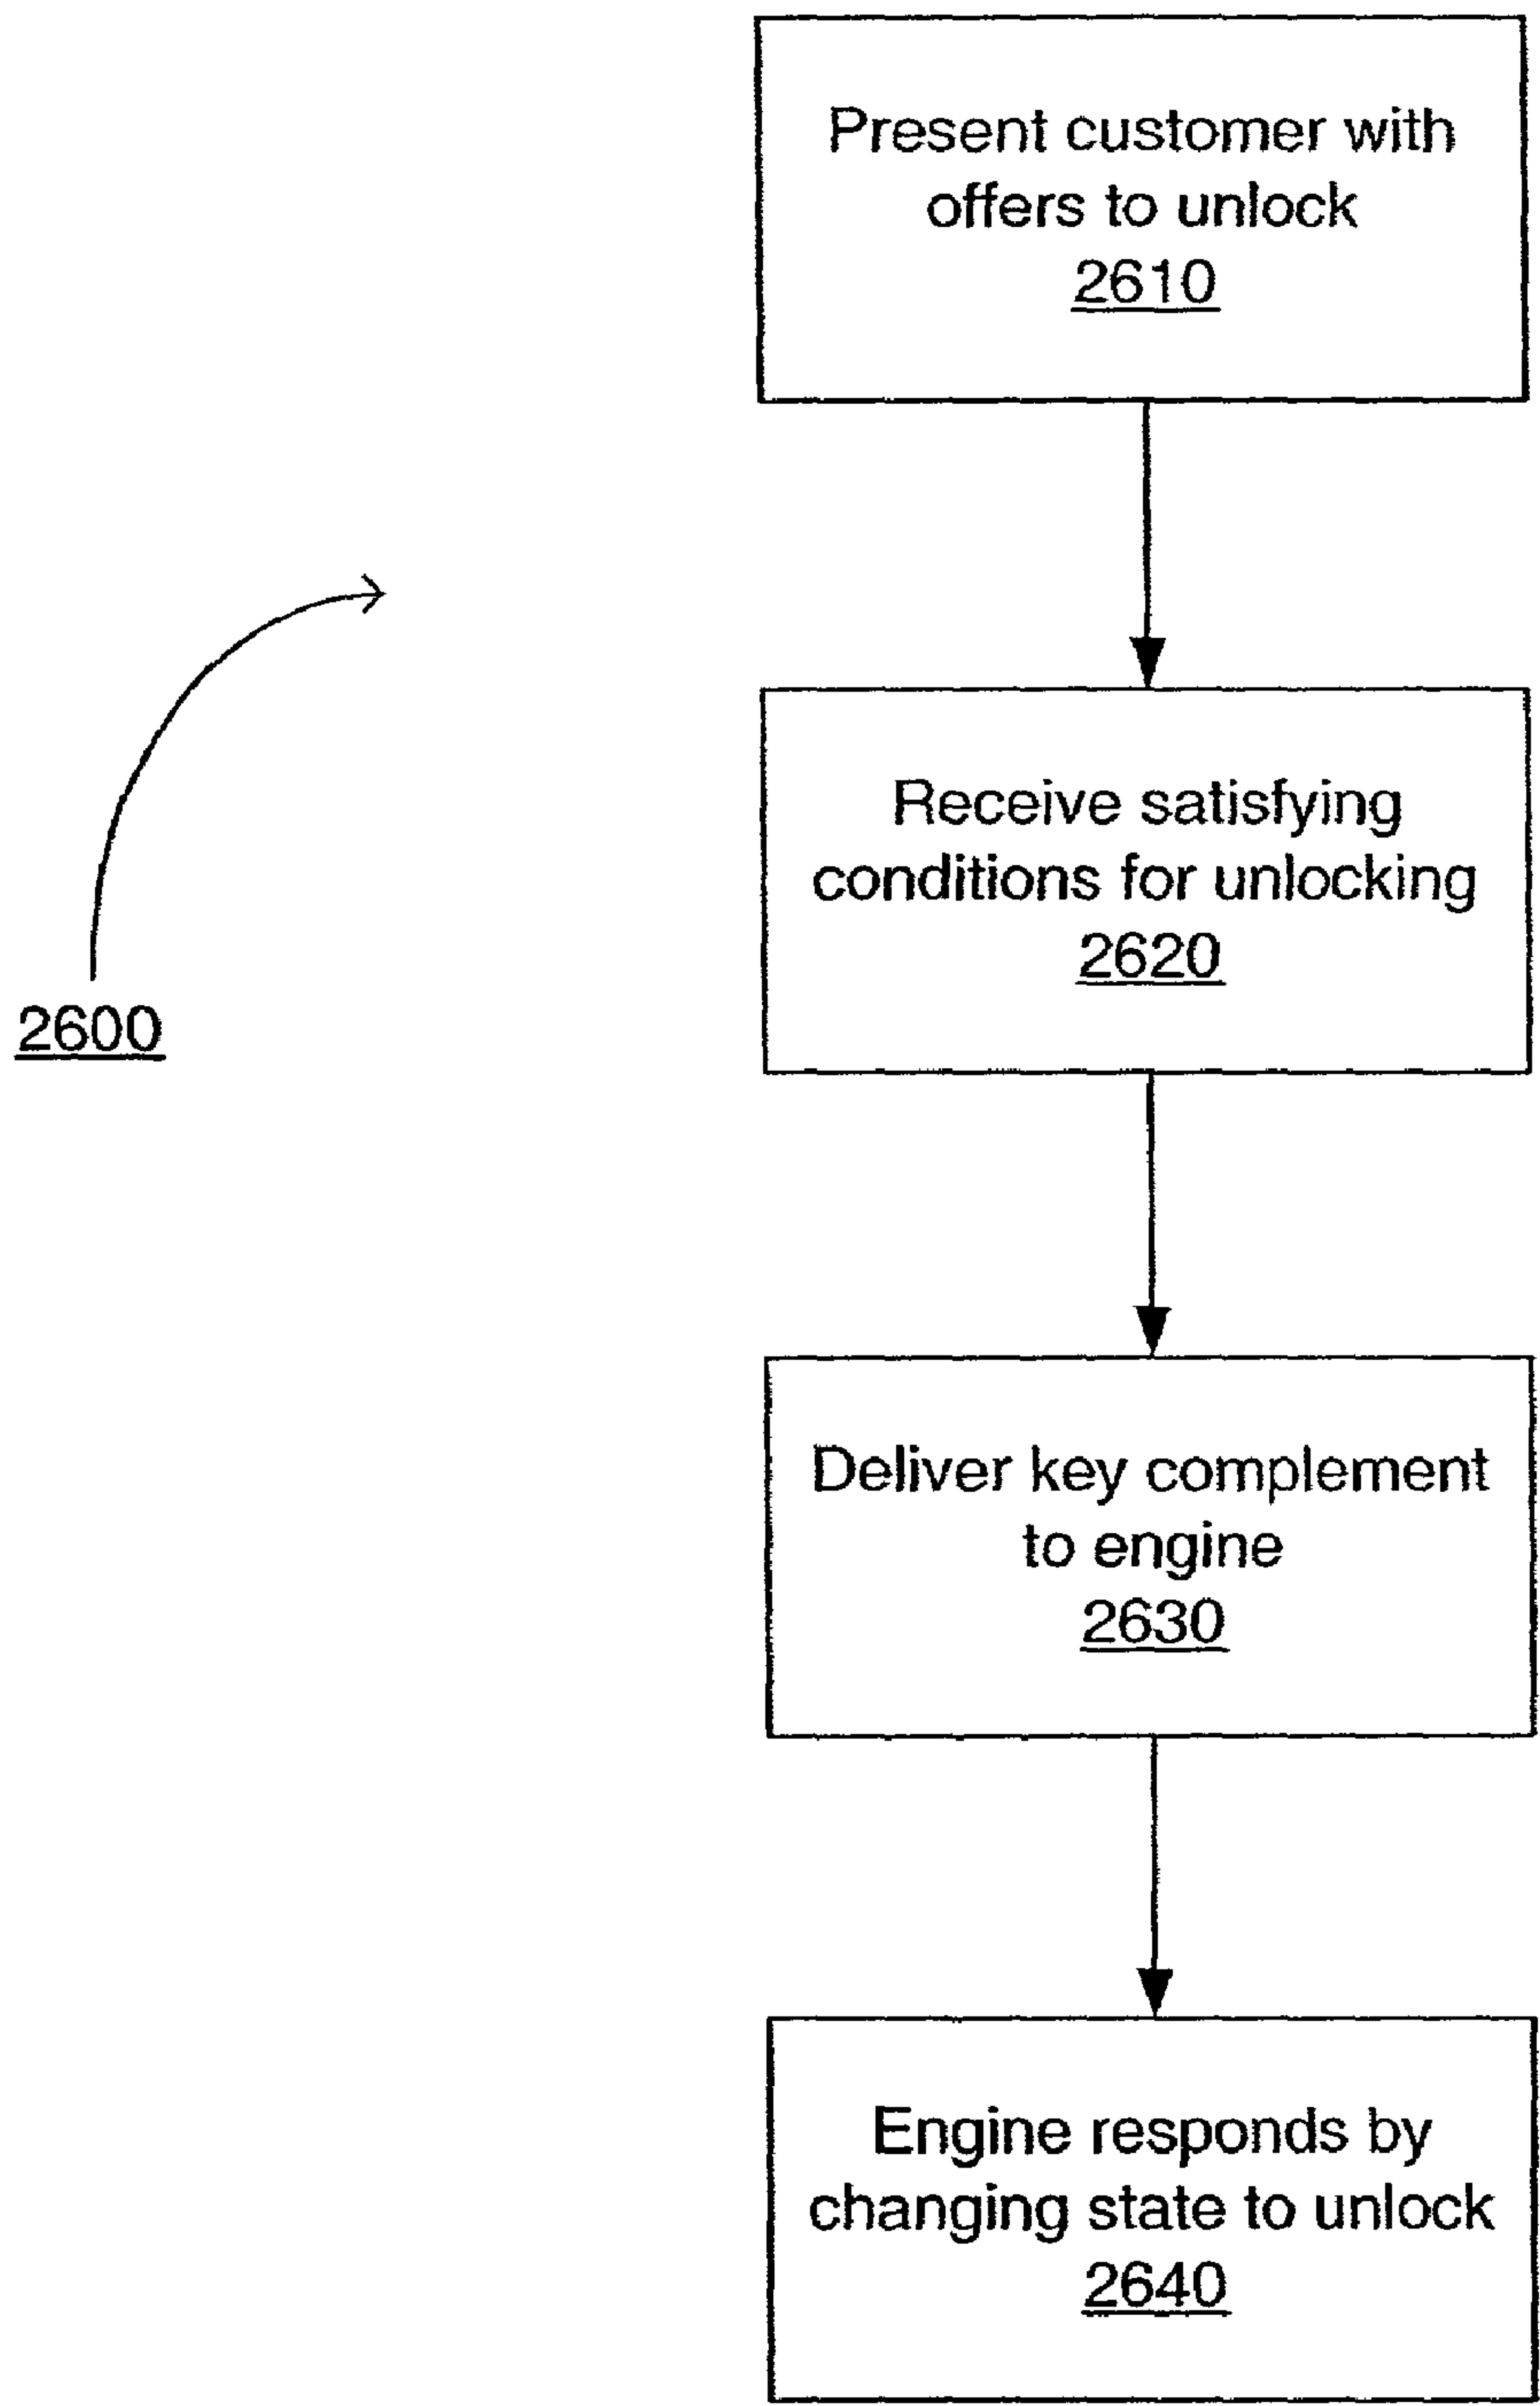 Present customer with
offers to unlock
2610
Receive satisfying
conditions for unlocking
2620
2600
Deliver key complement
to engine
2630
Engine responds by
changing state to unlock
2640